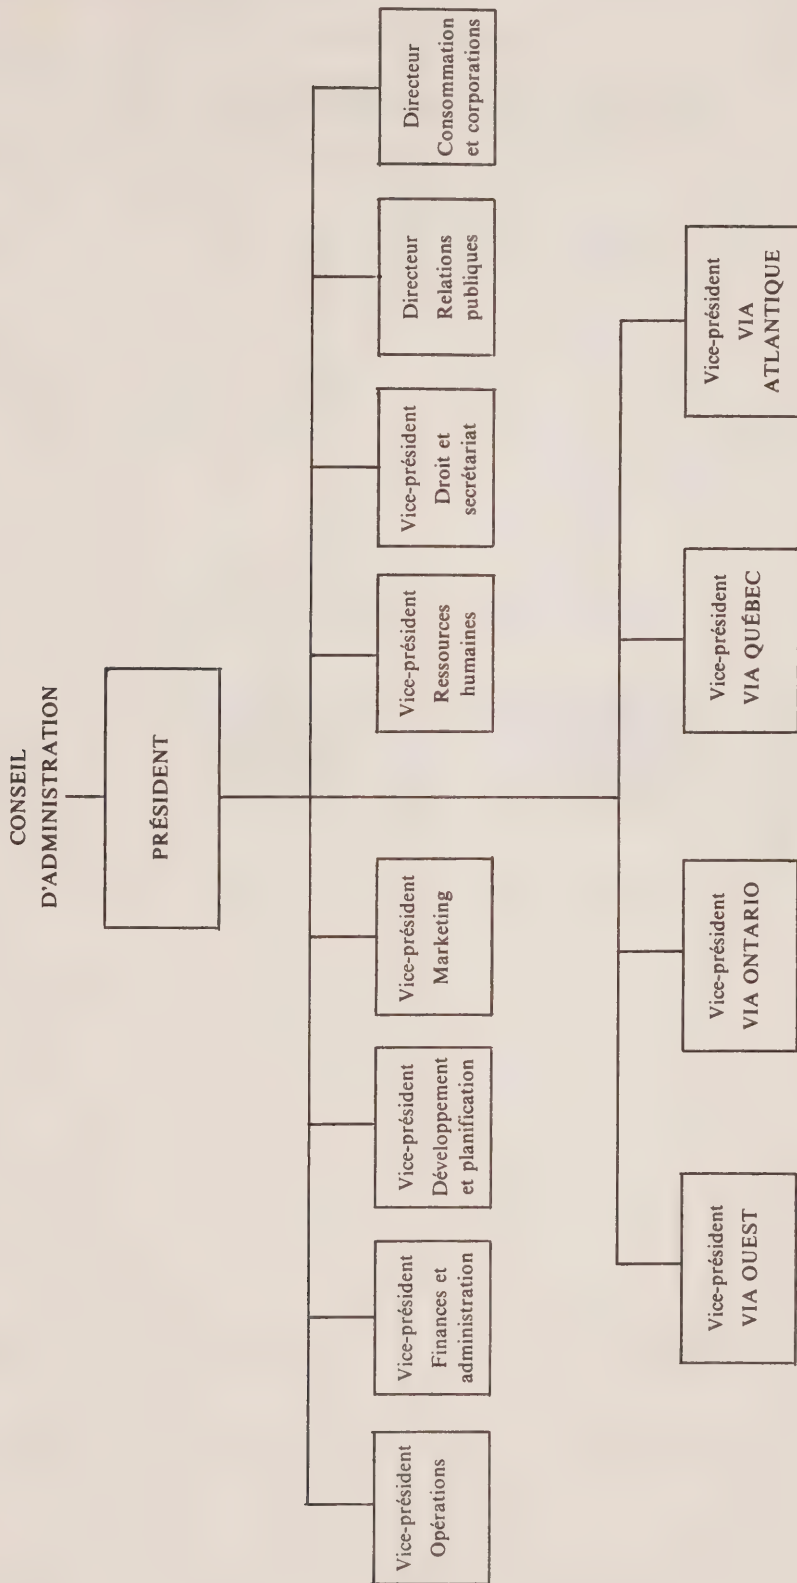 CONSEIL
D'ADMINISTRATION
PRÉSIDENT
Vice-président
Opérations
Vice-président
Finances et
administration
Vice-président
Développement
et planification
Vice-président
Marketing
Vice-président
Ressources
humaines
Vice-président
Droit et
secrétariat
Directeur
Relations
publiques
Directeur
Consommation
et corporations
Vice-président
VIA OUEST
Vice-président
VIA ONTARIO
Vice-président
VIA QUÉBEC
Vice-président
VIA
ATLANTIQUE